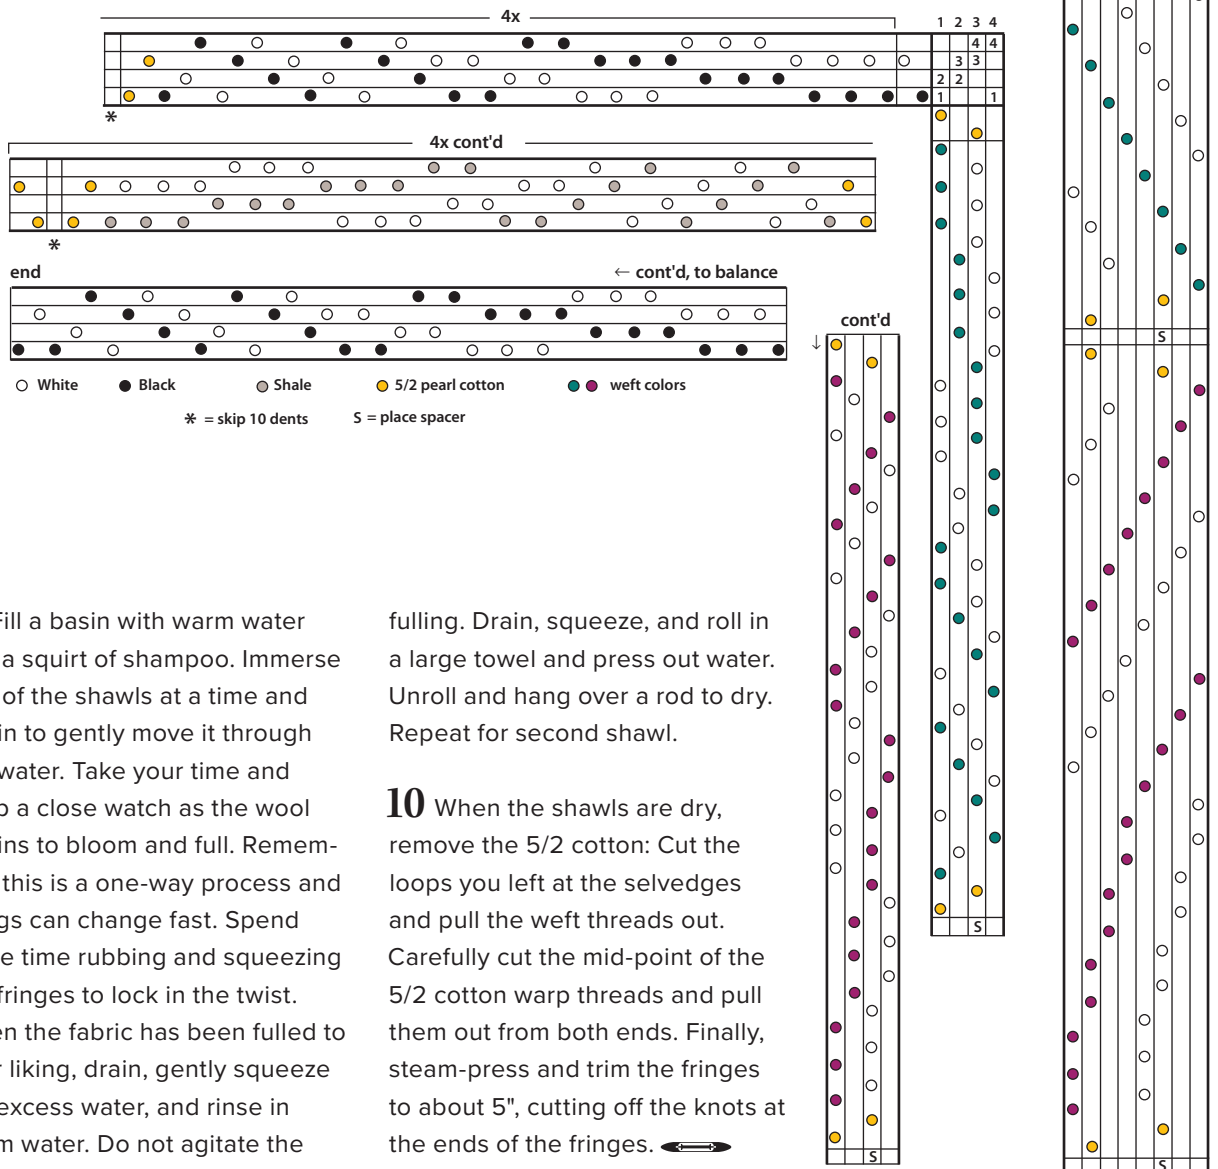 4x
1 2 3 4
4 4
3 3
2 2
1 1
*
4x cont'd
*
end
← cont'd, to balance
White Black Shale 5/2 pearl cotton weft colors
* = skip 10 dents S = place spacer
cont'd
↓
S
S
S
S
Fill a basin with warm water
a squirt of shampoo. Immerse
of the shawls at a time and
in to gently move it through
water. Take your time and
a close watch as the wool
ins to bloom and full. Remem-
this is a one-way process and
gs can change fast. Spend
e time rubbing and squeezing
fringes to lock in the twist.
en the fabric has been fulled to
liking, drain, gently squeeze
excess water, and rinse in
m water. Do not agitate the
fulling. Drain, squeeze, and roll in
a large towel and press out water.
Unroll and hang over a rod to dry.
Repeat for second shawl.
10 When the shawls are dry,
remove the 5/2 cotton: Cut the
loops you left at the selvedges
and pull the weft threads out.
Carefully cut the mid-point of the
5/2 cotton warp threads and pull
them out from both ends. Finally,
steam-press and trim the fringes
to about 5", cutting off the knots at
the ends of the fringes.